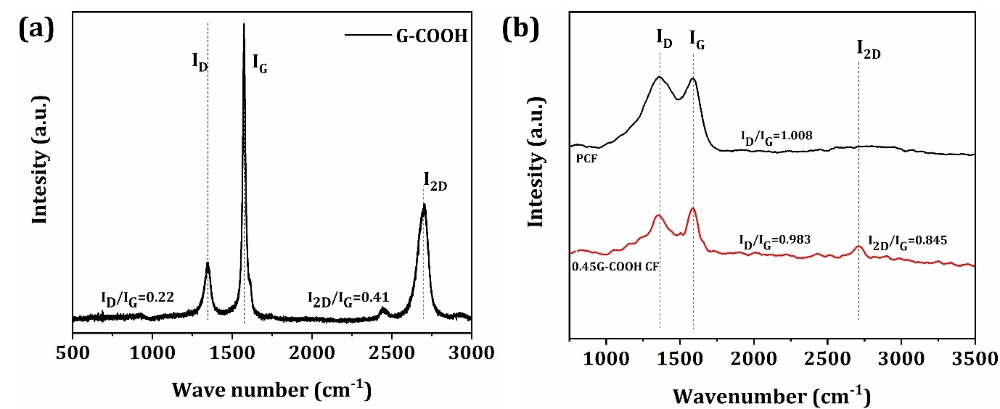 (a)
G-COOH
I_D
I_G
I_2D
I_D/I_G=0.22
I_2D/I_G=0.41
Intesity (a.u.)
500 1000 1500 2000 2500 3000
Wave number (cm⁻¹)
(b)
I_D
I_G
I_2D
I_D/I_G=1.008
PCF
I_D/I_G=0.983
I_2D/I_G=0.845
0.45G-COOH CF
Intesity (a.u.)
1000 1500 2000 2500 3000 3500
Wavenumber (cm⁻¹)